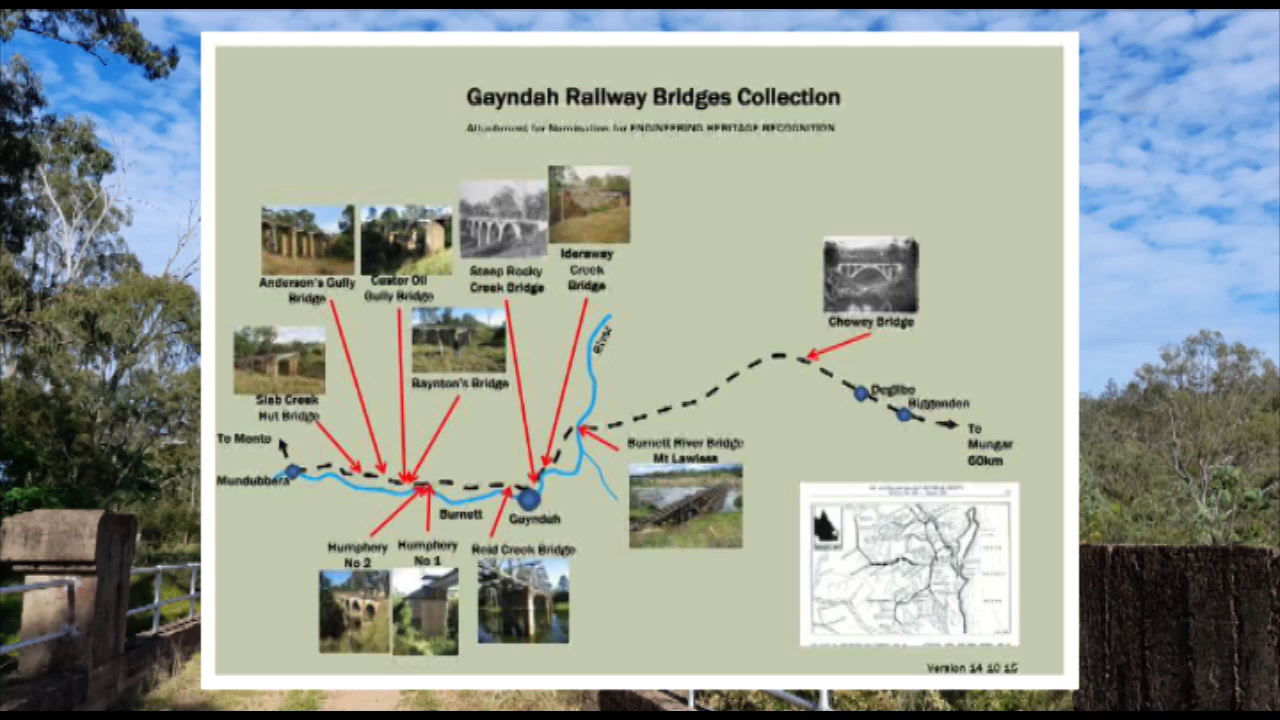 Gayndah Railway Bridges Collection
Attachment for Nomination for ENGINEERING HERITAGE RECOGNITION
Ideraway
Creek
Bridge
Steep Rocky
Creek Bridge
Anderson's Gully
Bridge
Castor Oil
Gully Bridge
Chowey Bridge
River
Baynton's Bridge
Slab Creek
Hut Bridge
Degilbo
Biggenden
To
Mungar
60km
To Monto
Burnett River Bridge
Mt Lawless
Mundubbera
Burnett
Gayndah
Humphery
No 2
Humphery
No 1
Reid Creek Bridge
Version 14 10 15